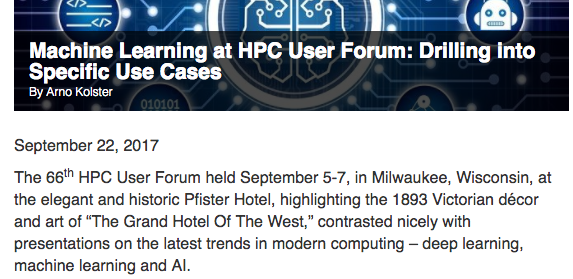 </>
</>
Machine Learning at HPC User Forum: Drilling into
Specific Use Cases
By Arno Kolster
010101
September 22, 2017
The 66th HPC User Forum held September 5-7, in Milwaukee, Wisconsin, at
the elegant and historic Pfister Hotel, highlighting the 1893 Victorian décor
and art of “The Grand Hotel Of The West,” contrasted nicely with
presentations on the latest trends in modern computing – deep learning,
machine learning and AI.